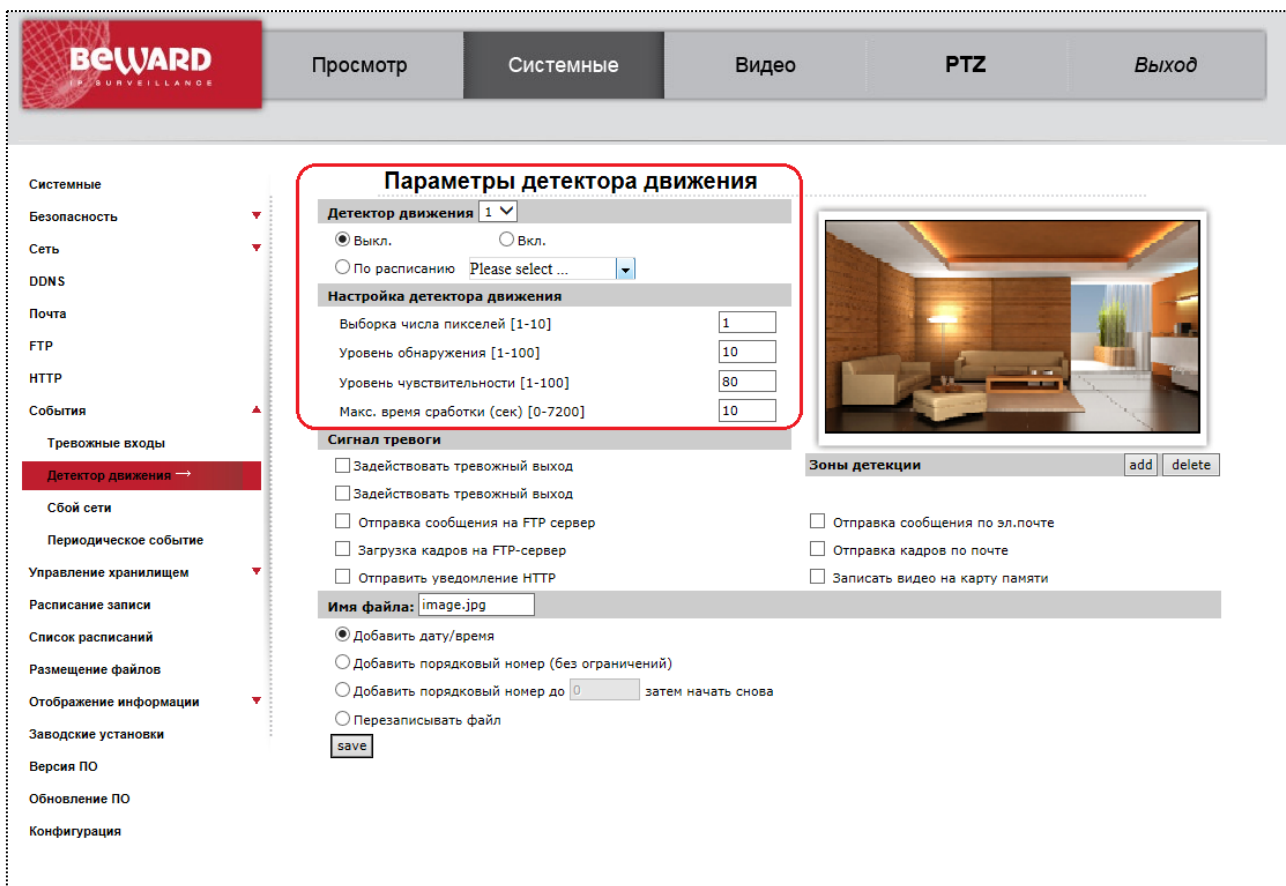 BEWARD
IP SURVEILLANCE
Просмотр
Системные
Видео
PTZ
Выход
Системные
Безопасность
Сеть
DDNS
Почта
FTP
HTTP
События
Тревожные входы
Детектор движения →
Сбой сети
Периодическое событие
Управление хранилищем
Расписание записи
Список расписаний
Размещение файлов
Отображение информации
Заводские установки
Версия ПО
Обновление ПО
Конфигурация
Параметры детектора движения
Детектор движения 1
Выкл. Вкл.
По расписанию Please select ...
Настройка детектора движения
Выборка числа пикселей [1-10] 1
Уровень обнаружения [1-100] 10
Уровень чувствительности [1-100] 80
Макс. время сработки (сек) [0-7200] 10
Сигнал тревоги
Зоны детекции add delete
Задействовать тревожный выход
Задействовать тревожный выход
Отправка сообщения на FTP сервер Отправка сообщения по эл.почте
Загрузка кадров на FTP-сервер Отправка кадров по почте
Отправить уведомление HTTP Записать видео на карту памяти
Имя файла: image.jpg
Добавить дату/время
Добавить порядковый номер (без ограничений)
Добавить порядковый номер до 0 затем начать снова
Перезаписывать файл
save